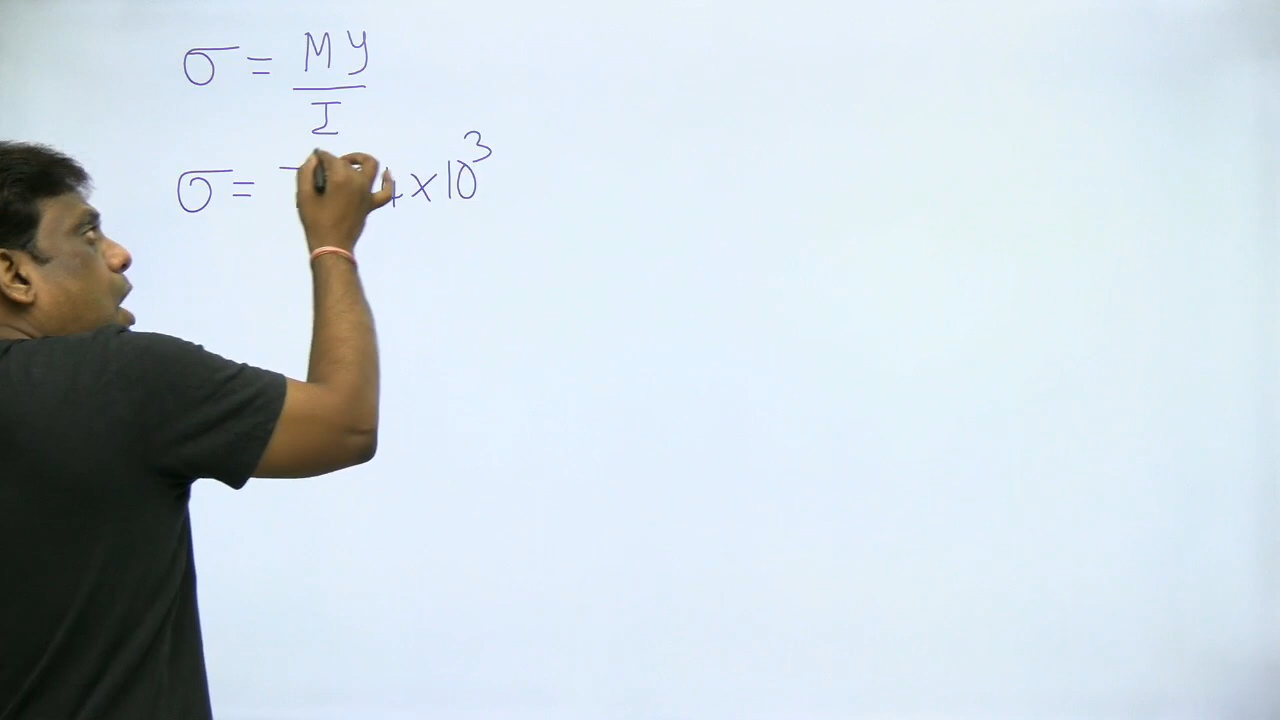 σ = My/I
σ = 4 × 10³